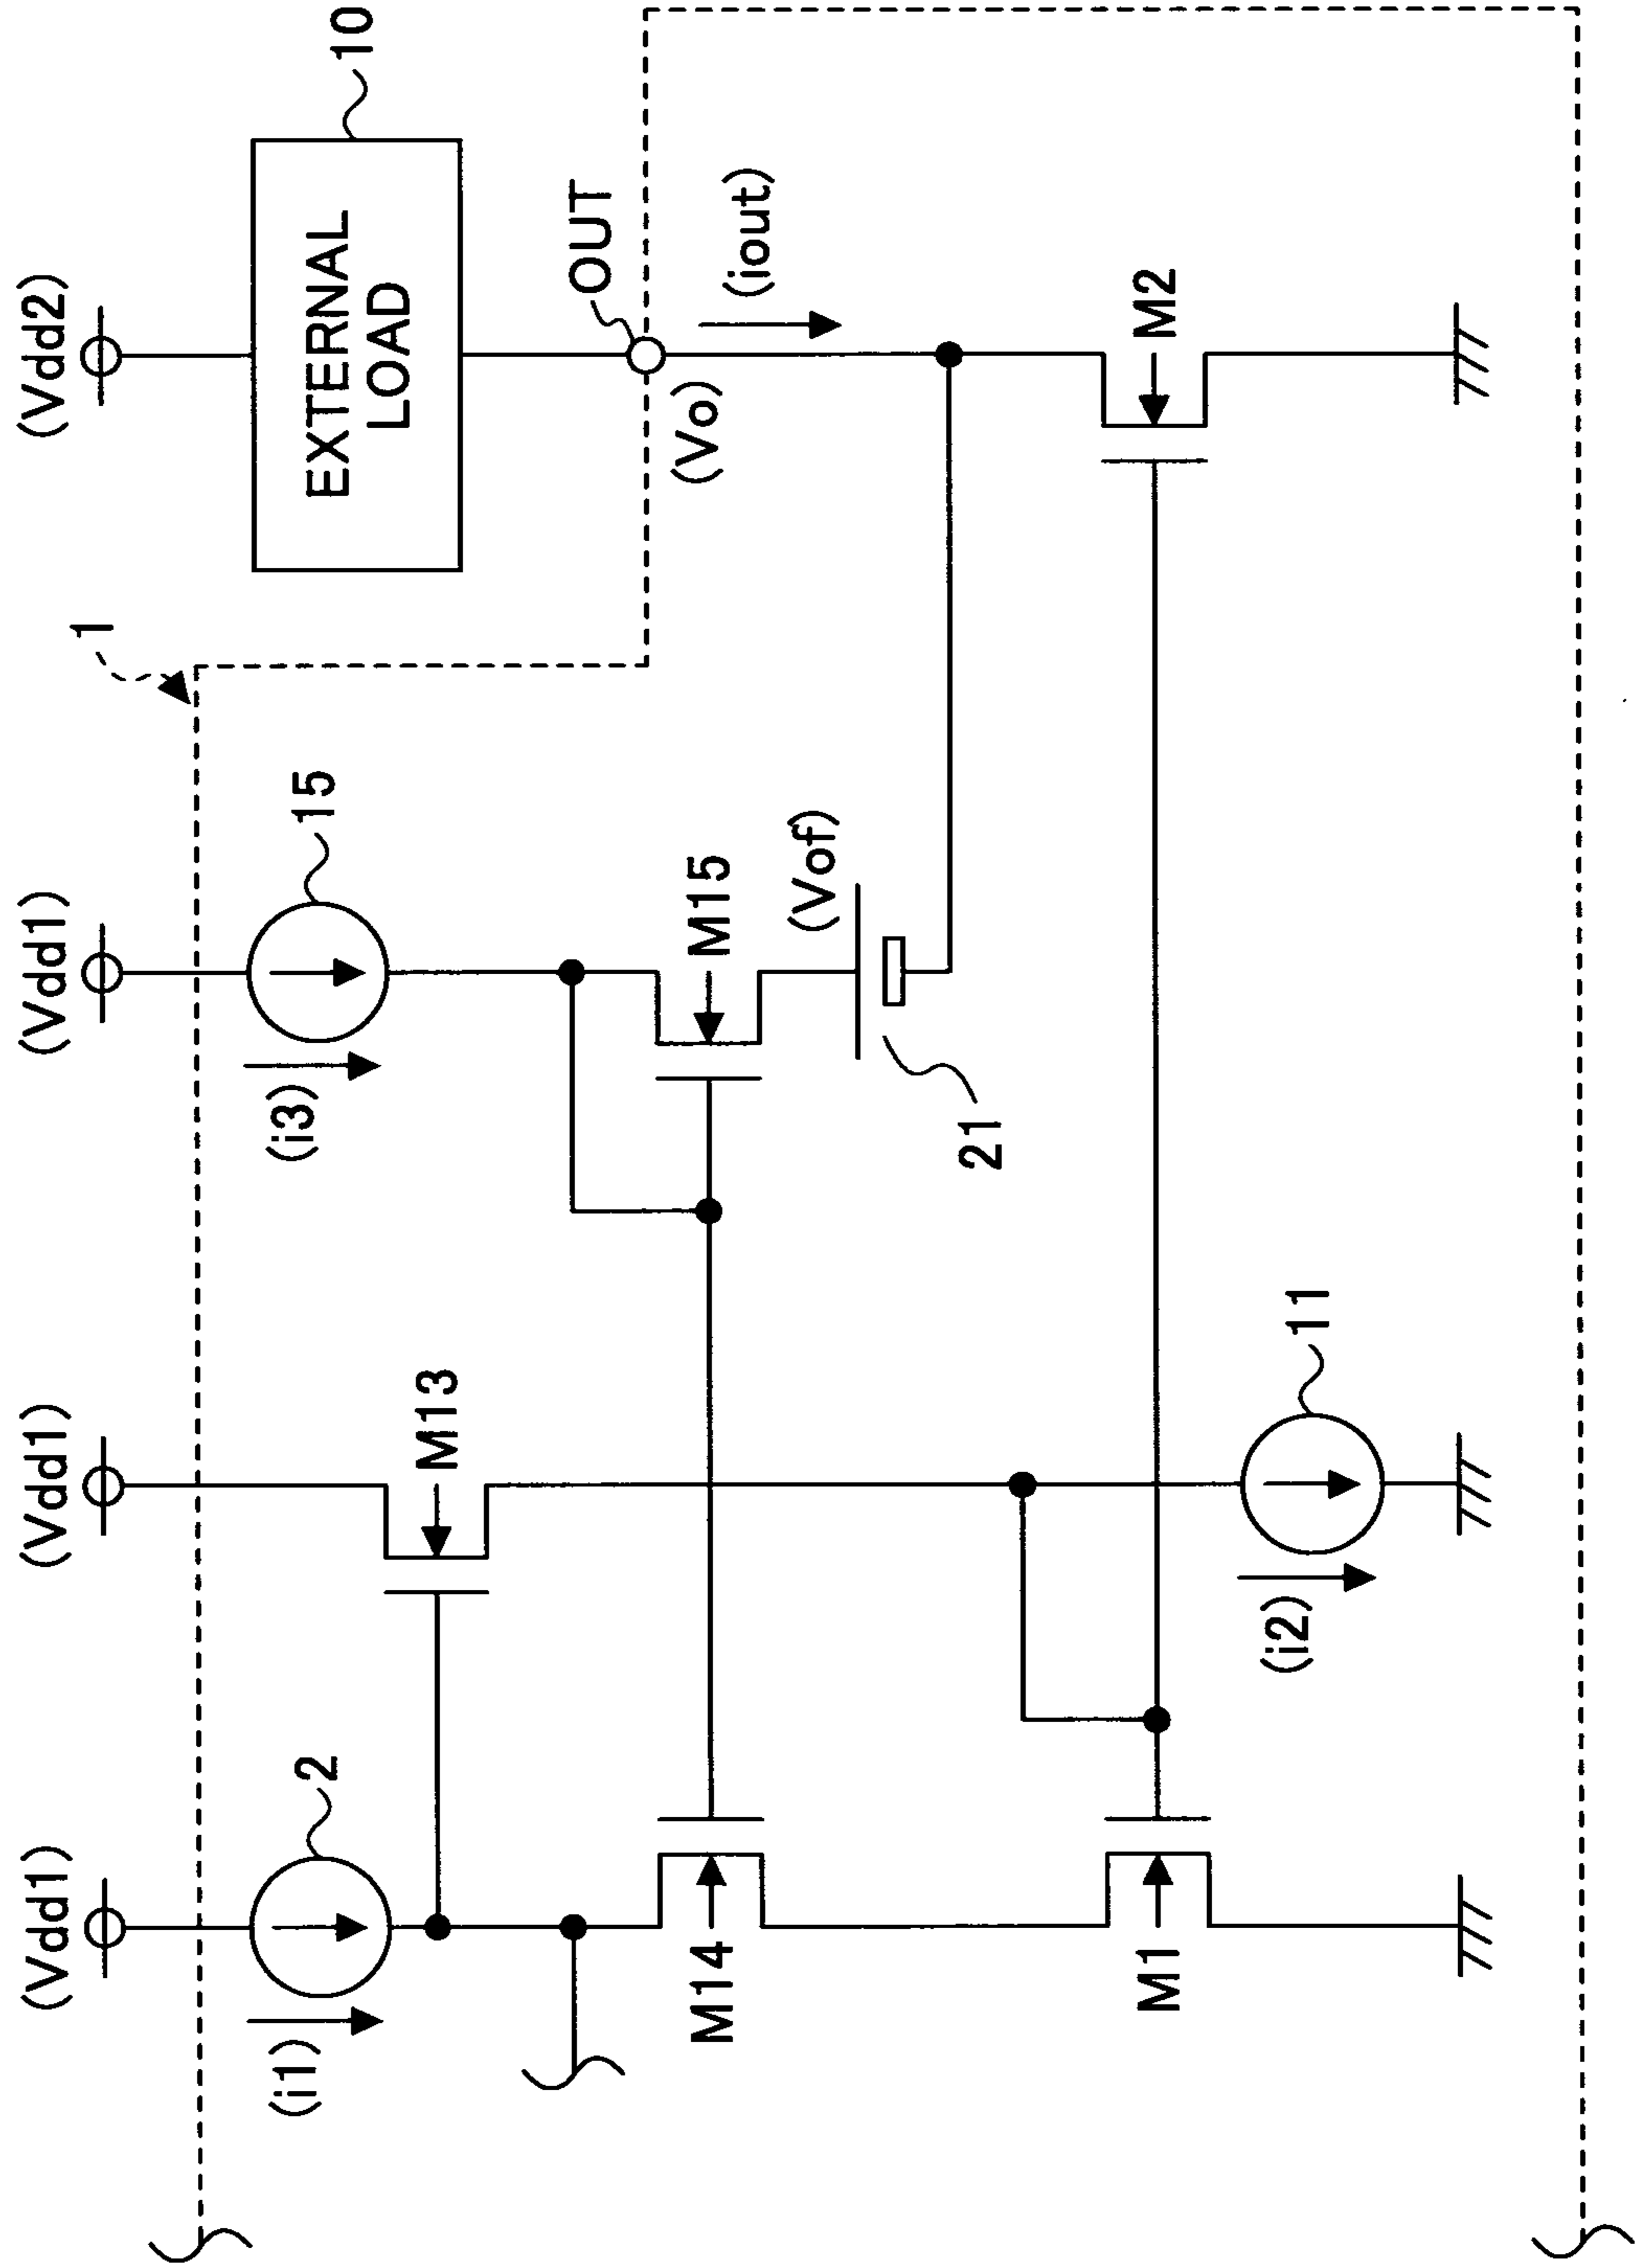 (Vdd1)
(Vdd1)
(Vdd1)
(Vdd2)
1
10
EXTERNAL
LOAD
2
15
(i1)
(i3)
M13
OUT
(Vo)
(iout)
M14
M15
(Vof)
21
M1
M2
11
(i2)